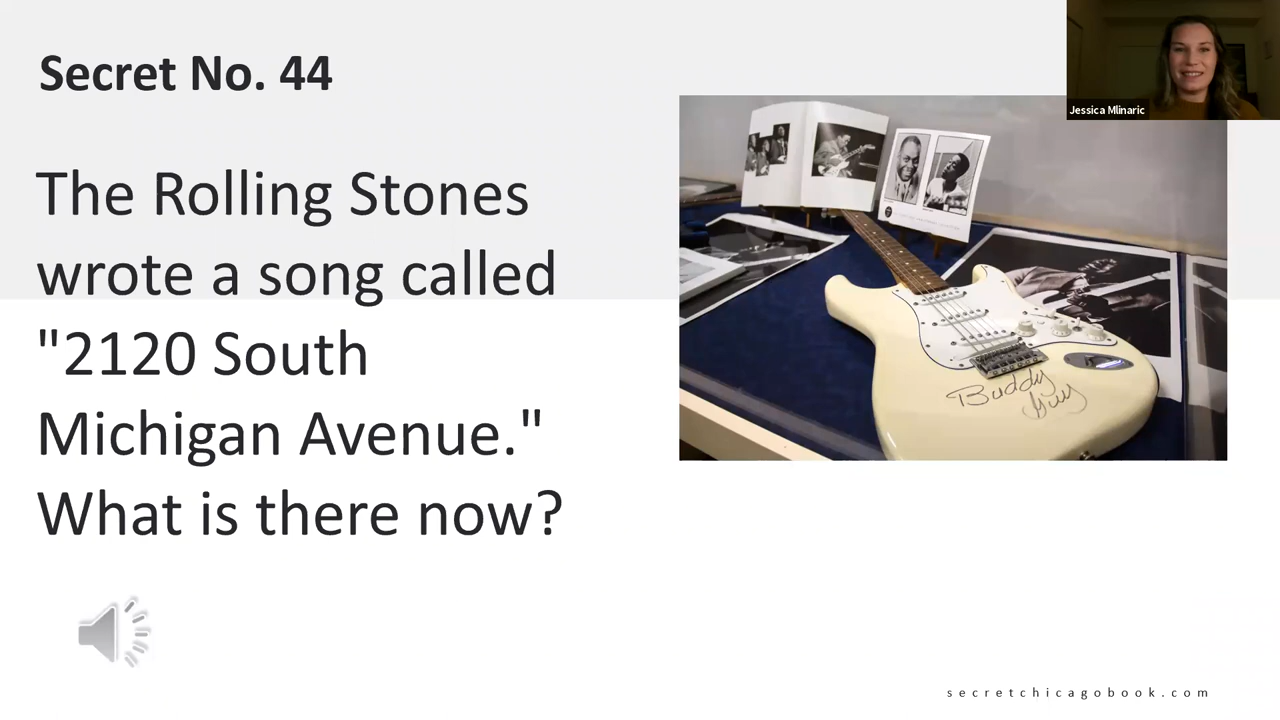 Secret No. 44
The Rolling Stones
wrote a song called
"2120 South
Michigan Avenue."
What is there now?
Jessica Mlinaric
Buddy
Guy
secretchicagobook.com